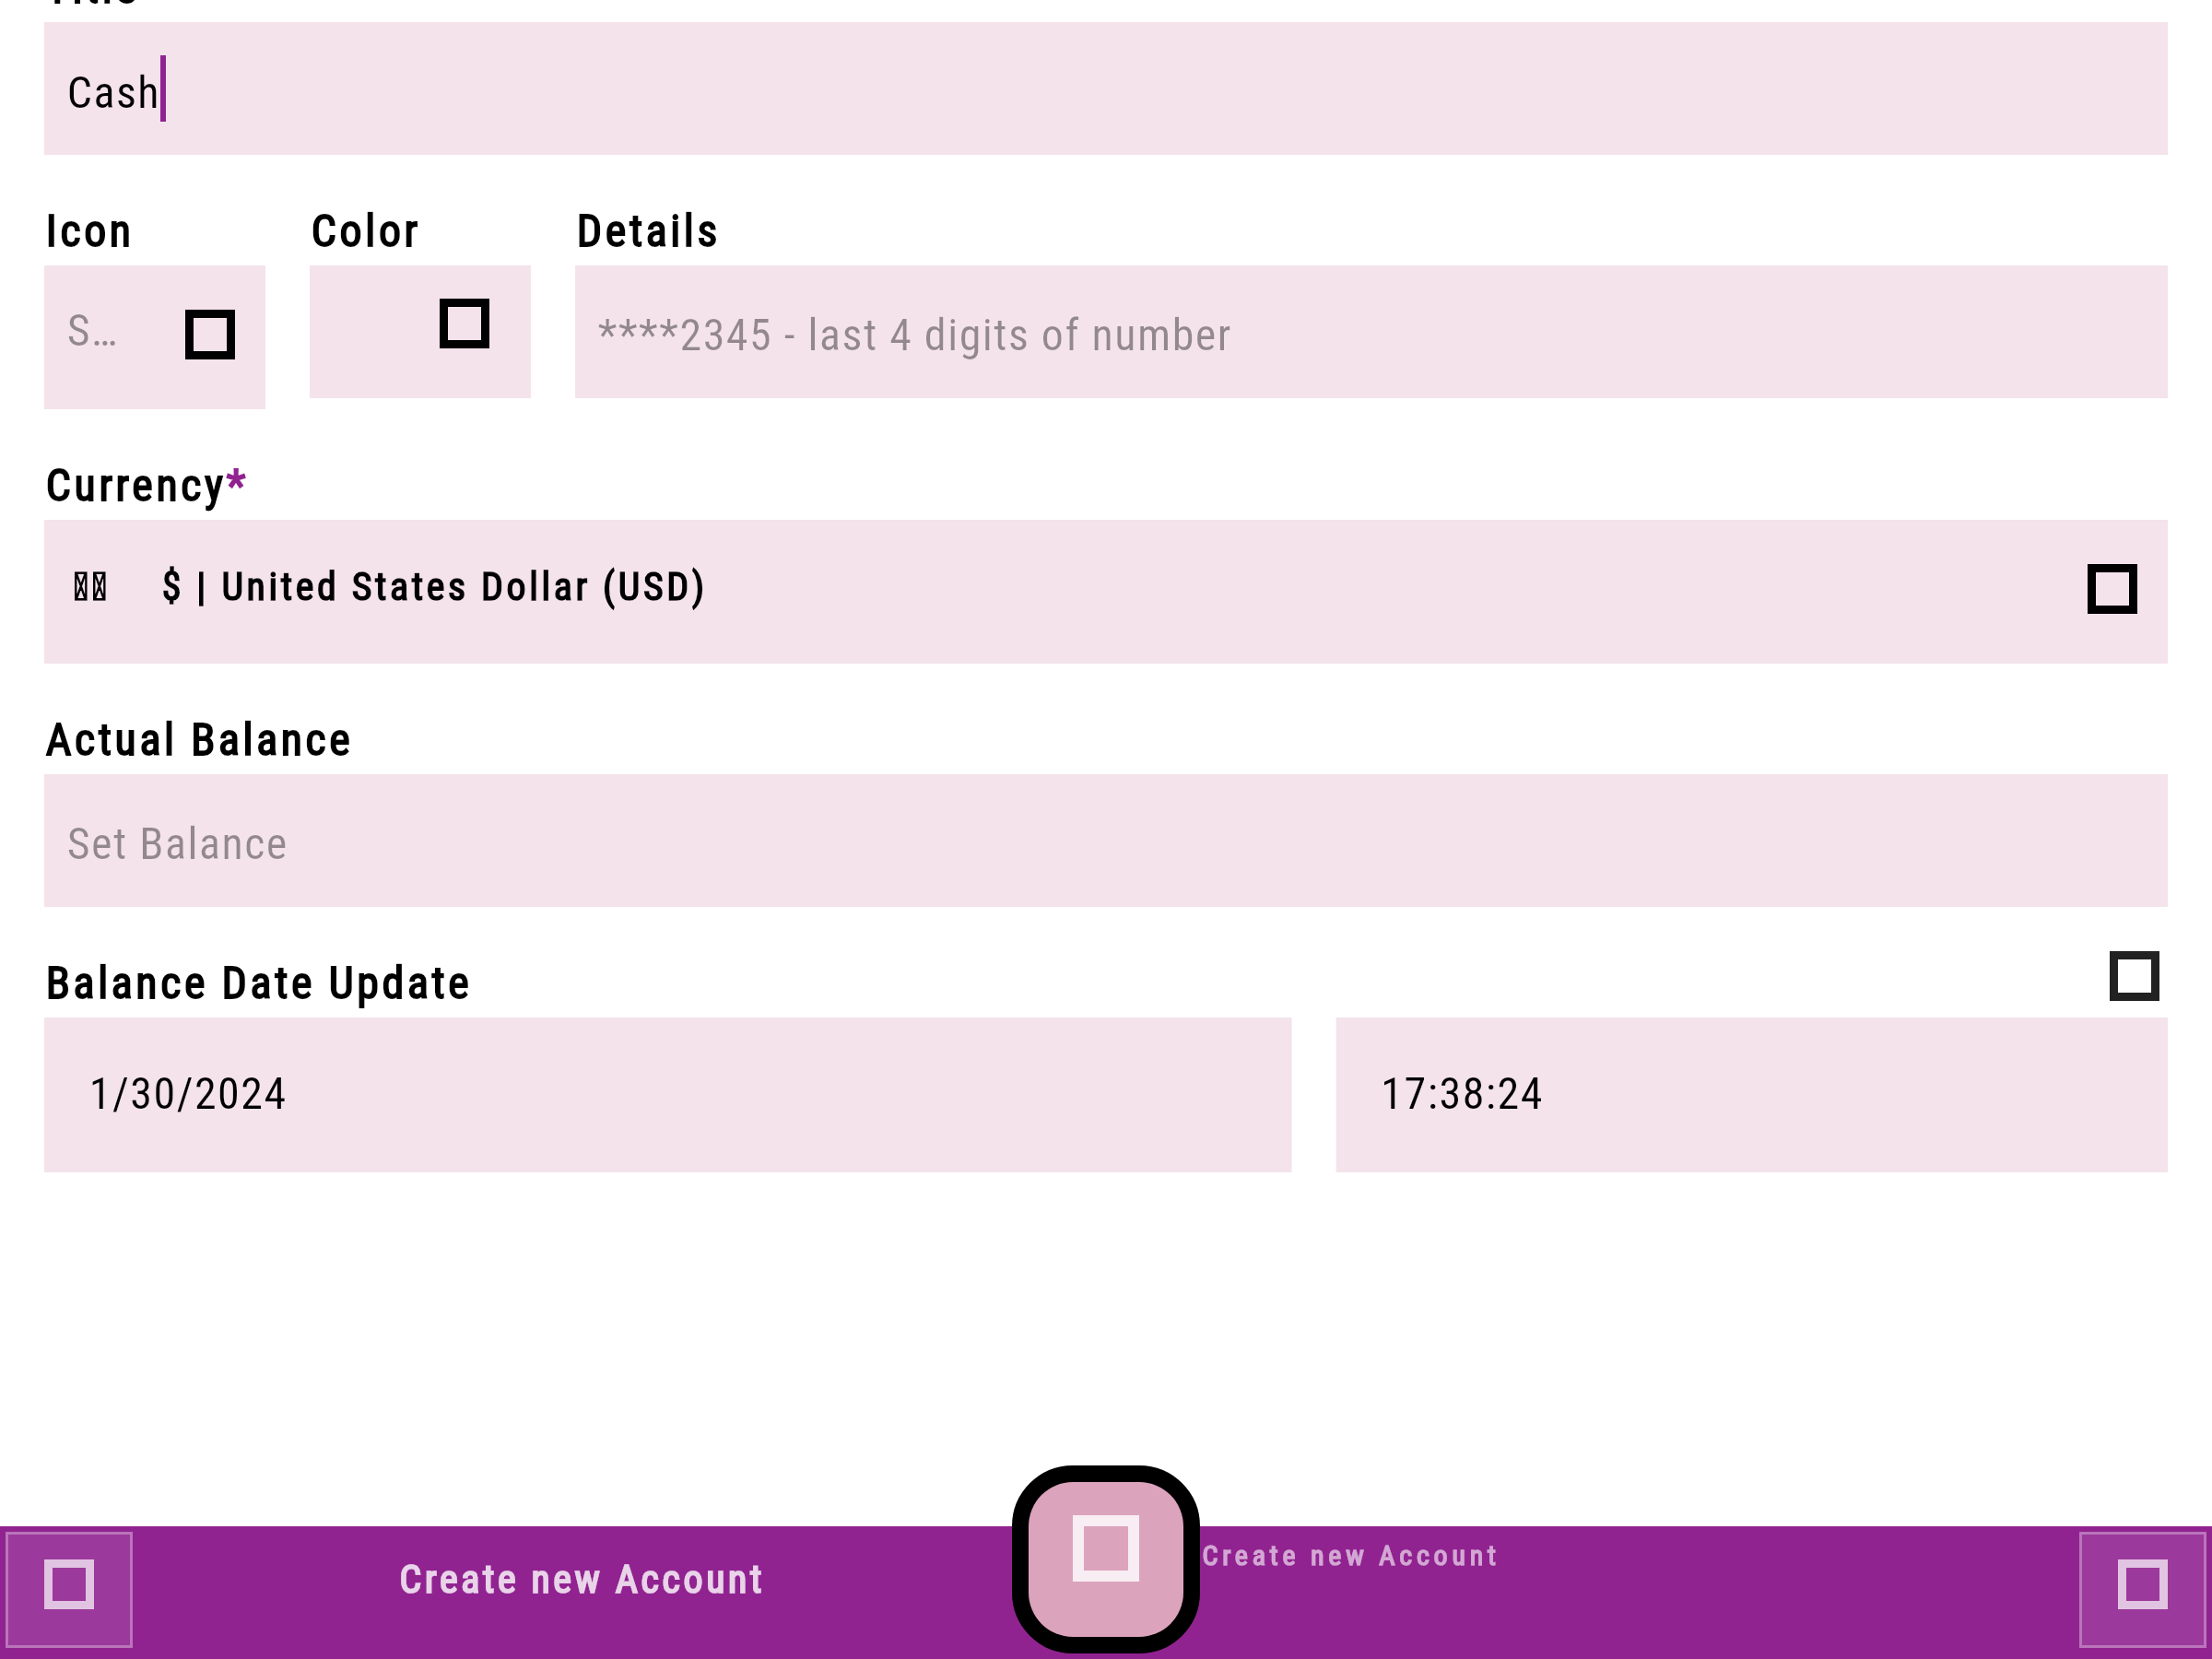 Cash
Icon
Color
Details
S...
****2345 - last 4 digits of number
Currency*
$ | United States Dollar (USD)
Actual Balance
Set Balance
Balance Date Update
1/30/2024
17:38:24
Create new Account
Create new Account